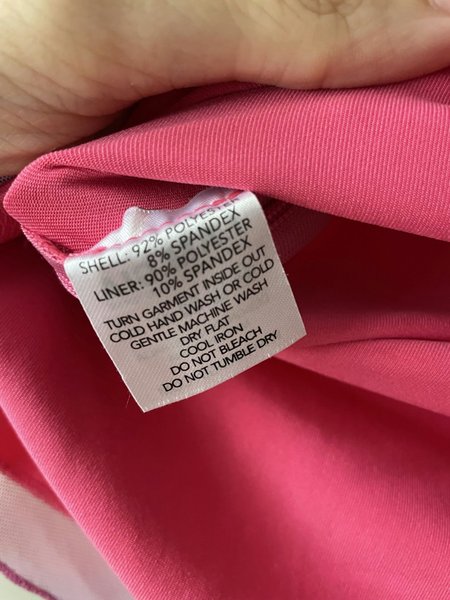 SHELL: 92% POLYESTER
8% SPANDEX
LINER: 90% POLYESTER
10% SPANDEX
TURN GARMENT INSIDE OUT
COLD HAND WASH OR COLD
GENTLE MACHINE WASH
DRY FLAT
COOL IRON
DO NOT BLEACH
DO NOT TUMBLE DRY